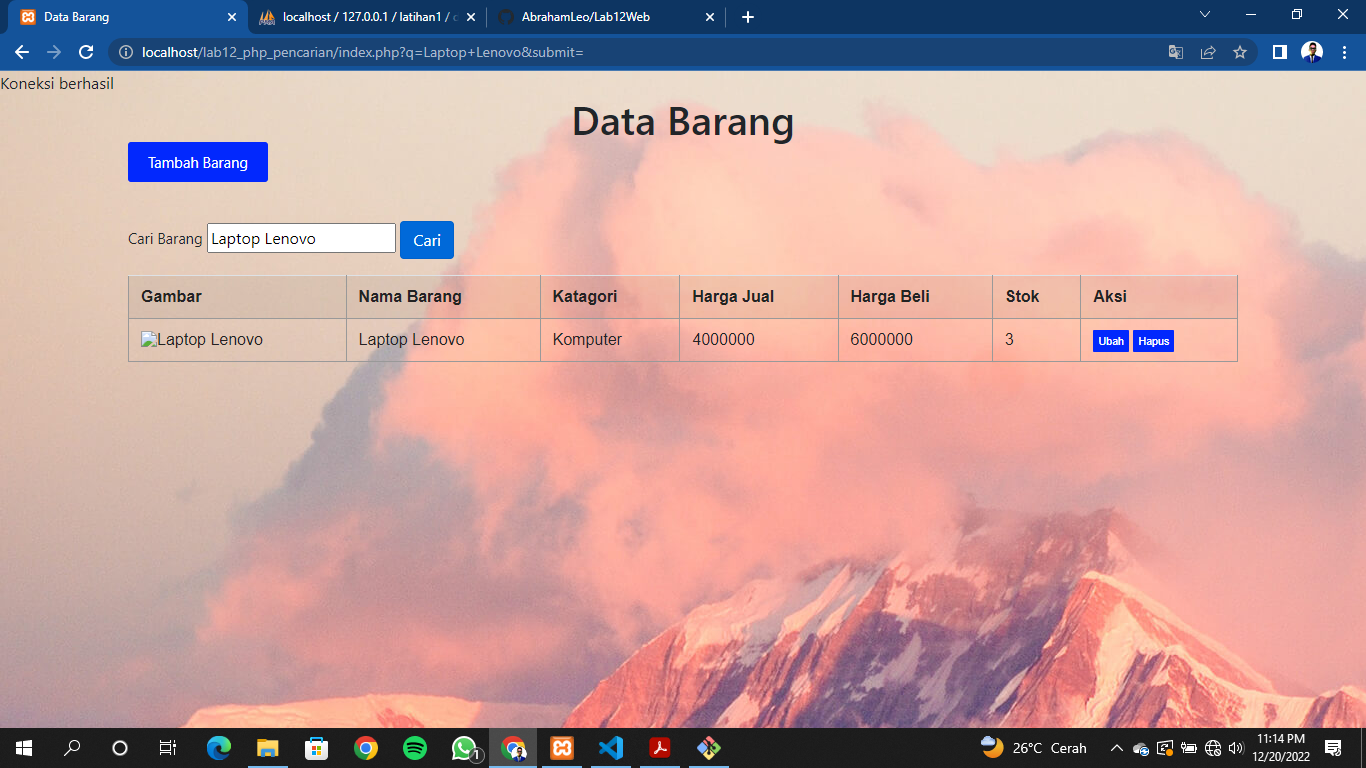 Data Barang
localhost / 127.0.0.1 / latihan1 /
AbrahamLeo/Lab12Web
localhost/lab12_php_pencarian/index.php?q=Laptop+Lenovo&submit=
Koneksi berhasil
Data Barang
Tambah Barang
Cari Barang Laptop Lenovo Cari
Gambar Nama Barang Katagori Harga Jual Harga Beli Stok Aksi
Laptop Lenovo Laptop Lenovo Komputer 4000000 6000000 3 Ubah Hapus
26°C Cerah
11:14 PM
12/20/2022